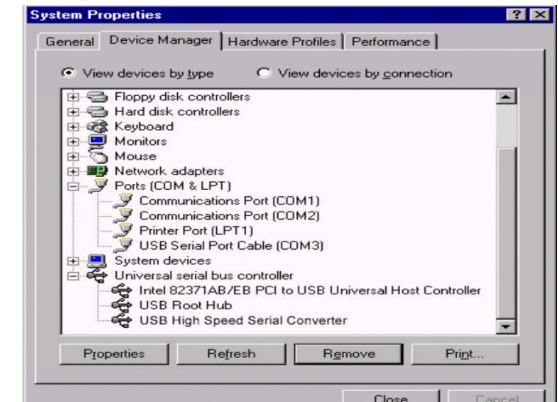 System Properties
General Device Manager Hardware Profiles Performance
View devices by type View devices by connection
Floppy disk controllers
Hard disk controllers
Keyboard
Monitors
Mouse
Network adapters
Ports (COM & LPT)
Communications Port (COM1)
Communications Port (COM2)
Printer Port (LPT1)
USB Serial Port Cable (COM3)
System devices
Universal serial bus controller
Intel 82371AB/EB PCI to USB Universal Host Controller
USB Root Hub
USB High Speed Serial Converter
Properties Refresh Remove Print...
Close Cancel